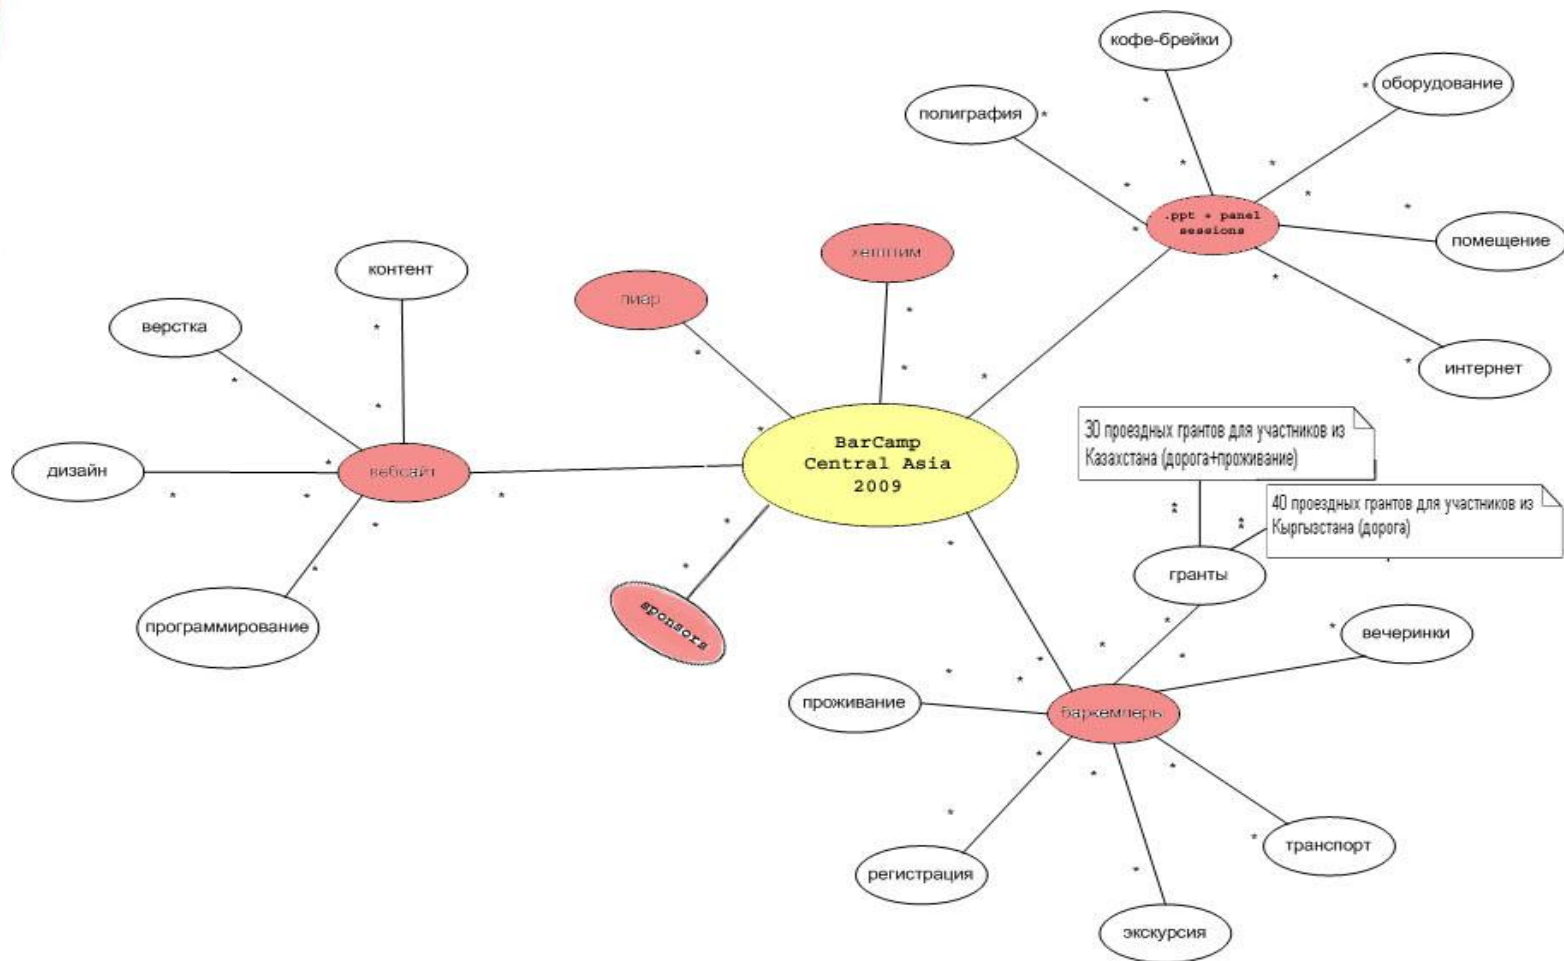 кофе-брейки
оборудование
полиграфия
.ppt + panel
sessions
помещение
интернет
хепптим
пиар
контент
верстка
дизайн
вебсайт
программирование
BarCamp
Central Asia
2009
sponsors
30 проездных грантов для участников из
Казахстана (дорога+проживание)
40 проездных грантов для участников из
Кыргызстана (дорога)
гранты
вечеринки
проживание
баркемперы
регистрация
транспорт
экскурсия